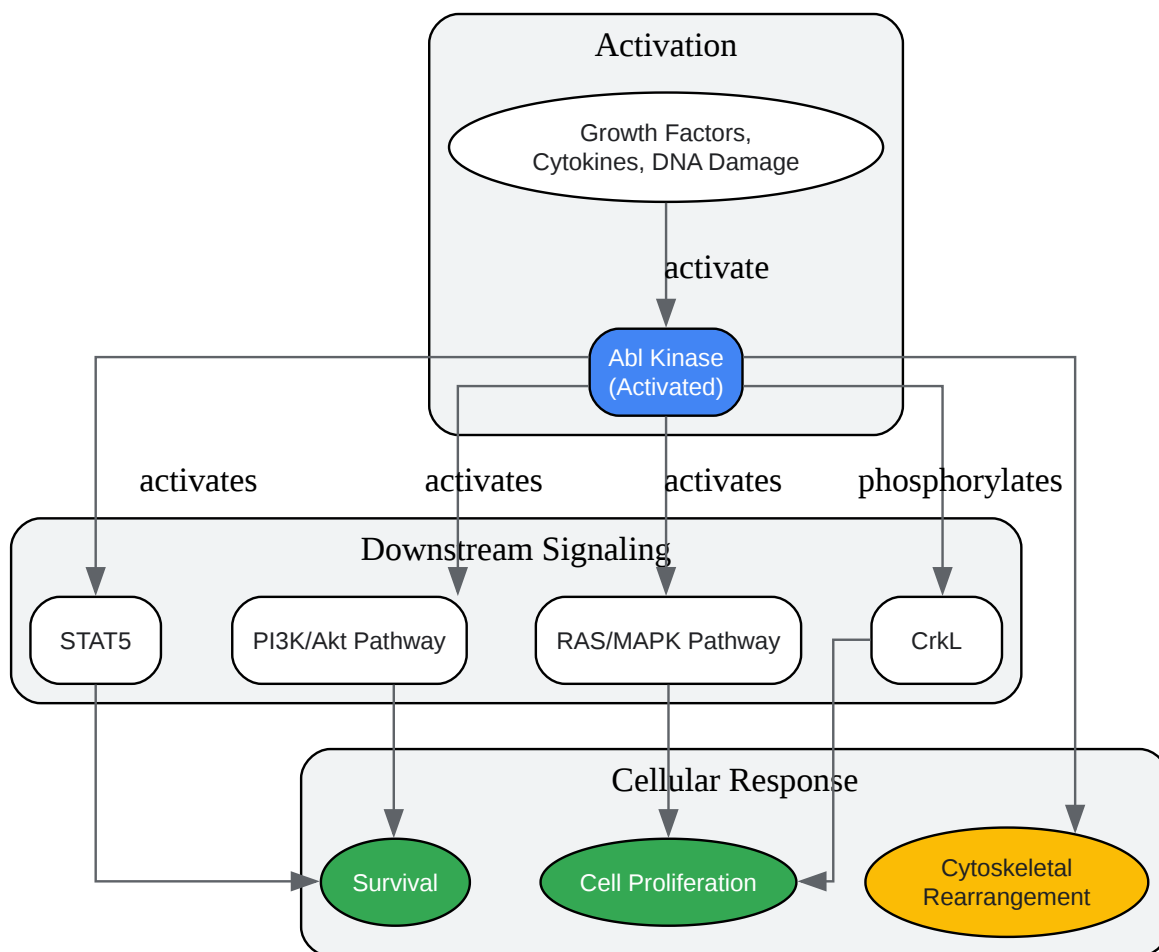 Activation
Growth Factors,
Cytokines, DNA Damage
activate
Abl Kinase
(Activated)
activates
activates
activates
phosphorylates
Downstream Signaling
STAT5
PI3K/Akt Pathway
RAS/MAPK Pathway
CrkL
Cellular Response
Survival
Cell Proliferation
Cytoskeletal
Rearrangement